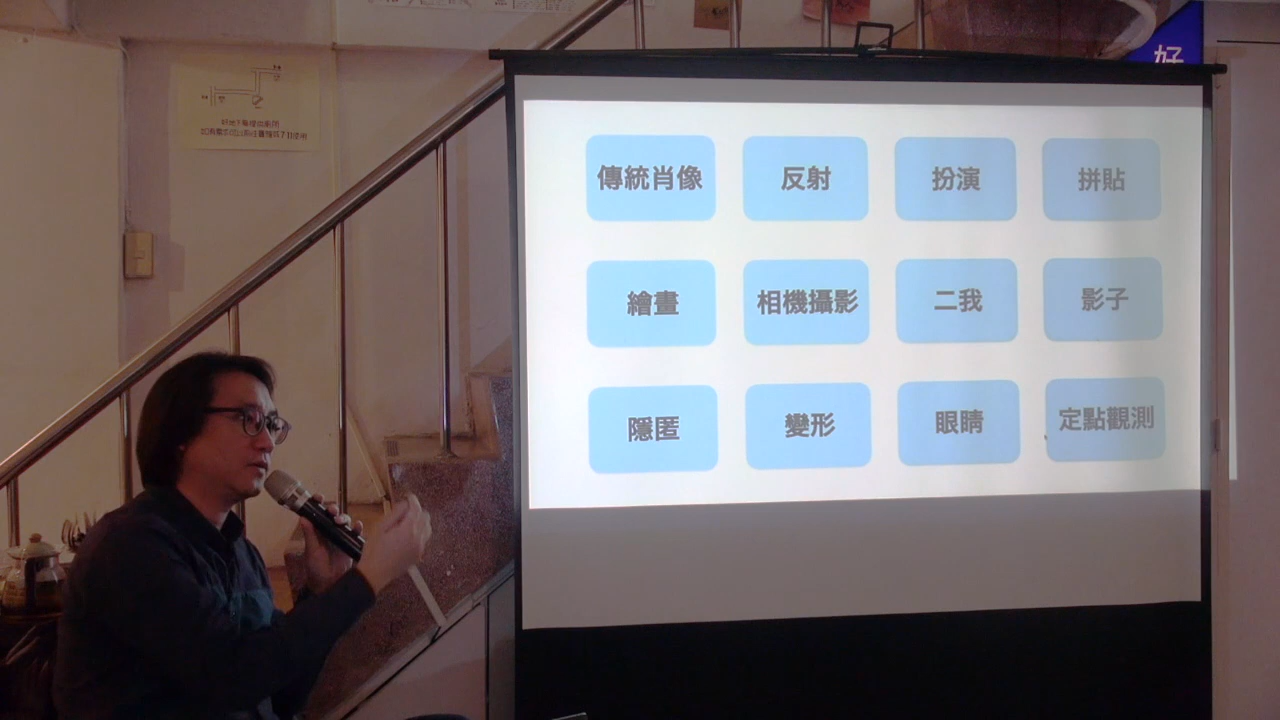 好
傳統肖像
反射
扮演
拼貼
繪畫
相機攝影
二我
影子
隱匿
變形
眼睛
定點觀測